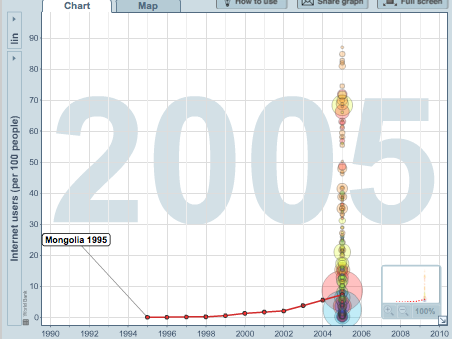 Chart
Map
How to use
Share graph
Full screen
lin
Internet users (per 100 people)
World Bank
2005
90
80
70
60
50
40
30
20
10
0
Mongolia 1995
100%
1990 1992 1994 1996 1998 2000 2002 2004 2006 2008 2010